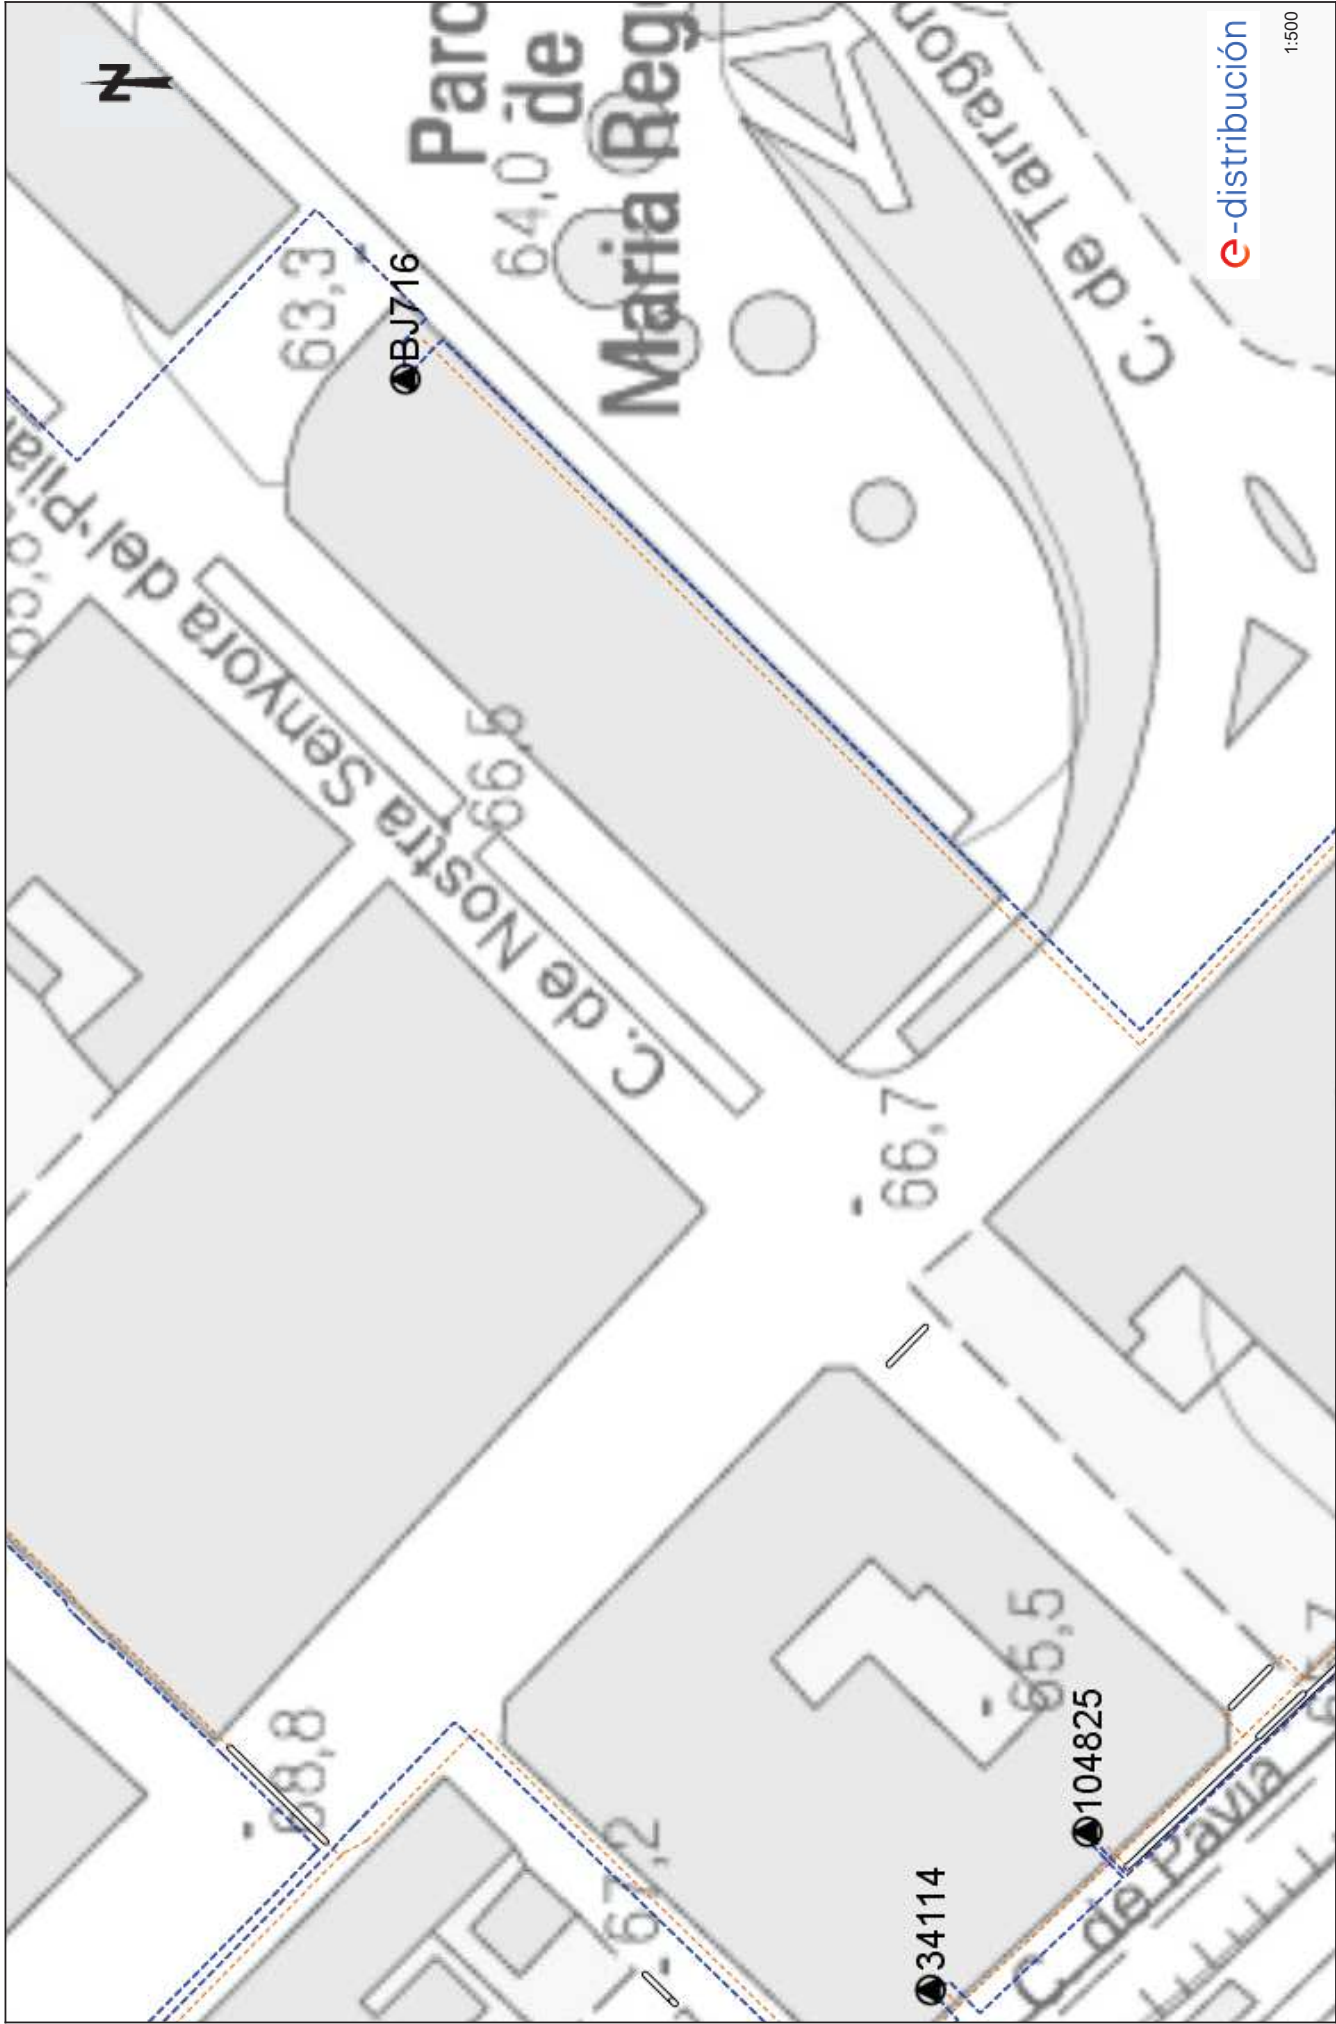 N
Parc
de
64,0
Maria Reg
C. de Tarragon
e-distribución
1:500
63,3
BJ716
C. de Nostra Senyora del Pilar
66,5
66,7
68,8
67,2
65,5
104825
34114
C. de Pavia